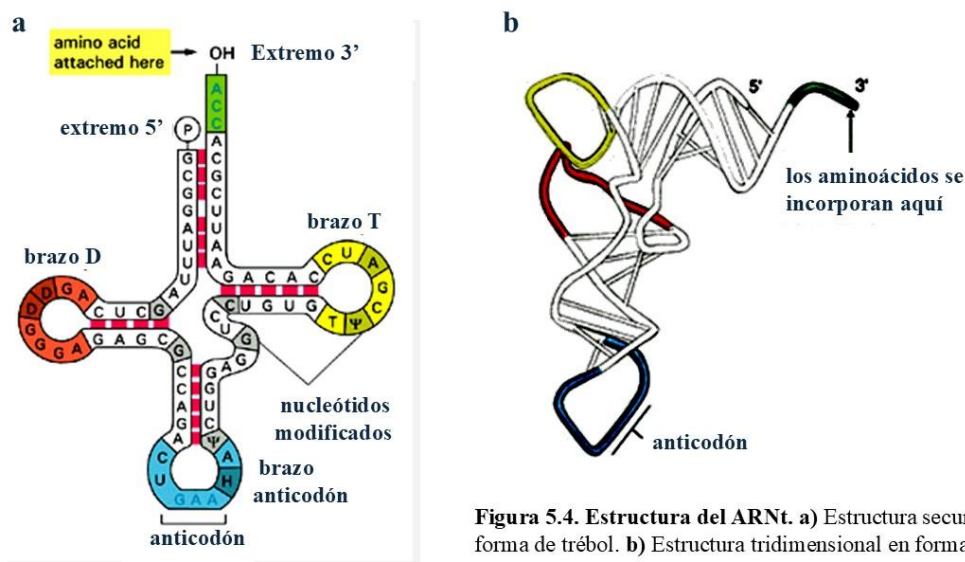 a
b
amino acid
attached here
OH
Extremo 3’
A
C
C
extremo 5’
P
A
C
G
C
U
U
A
A
G
C
G
G
A
U
U
U
A
brazo T
brazo D
G A C A C C U A G C Ψ T
C U G U G
D D G A C U C G
G G G A G A G C G
C
C
A
G
A
C U G A A H A Ψ
C
U
G
G
A
G
U
C
5’
3’
los aminoácidos se
incorporan aquí
nucleótidos
modificados
brazo
anticodón
anticodón
anticodón
Figura 5.4. Estructura del ARNt. a) Estructura secu
forma de trébol. b) Estructura tridimensional en forma